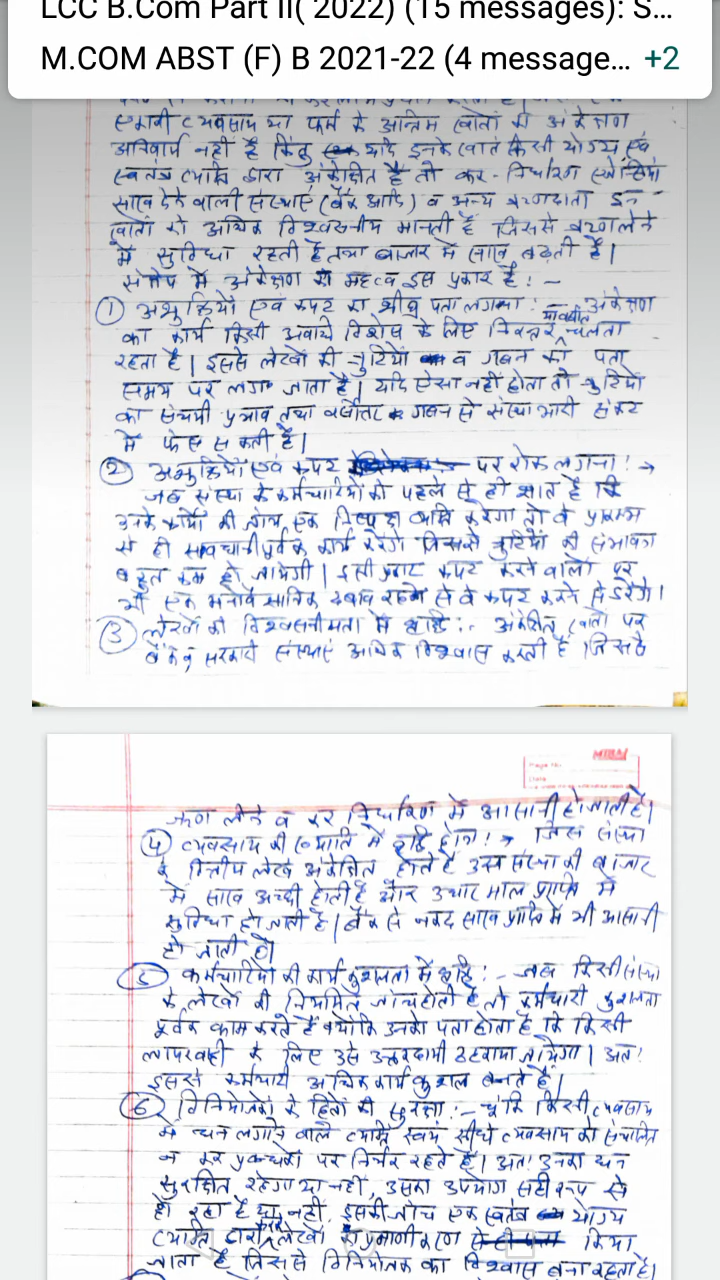 LCC B.Com Part II( 2022) (15 messages): S...
M.COM ABST (F) B 2021-22 (4 message... +2
एकाकी व्यवसाय या फर्म के अन्तिम खातों का अंकेक्षण
अनिवार्य नहीं है किंतु यदि इनके खाते किसी योग्य एवं
स्वतंत्र व्यक्ति द्वारा अंकेक्षित है तो कर-निर्धारण
साख देने वाली संस्थाएं (बैंक आदि) व अन्य ऋणदाता इन
खातों को अधिक विश्वसनीय मानती हैं जिससे ऋण लेने
में सुविधा रहती है तथा बाजार में साख बढ़ती है।
संक्षेप में अंकेक्षण का महत्व इस प्रकार है:-
① अशुद्धियों एवं कपट का शीघ्र पता लगाना:- अंकेक्षण
का कार्य किसी अवधि विशेष के लिए निरन्तर चलता
रहता है। इससे लेखों की त्रुटियों व गबन का पता
समय पर लग जाता है। यदि ऐसा नहीं होता तो त्रुटियों
का संचयी प्रभाव तथा गबन से संस्था भारी संकट
में फंस सकती है।
② अशुद्धियों एवं कपट पर रोक लगाना! →
जब संस्था के कर्मचारियों को पहले से ही ज्ञात है कि
उनके कार्यों की जांच एक निष्पक्ष व्यक्ति करेगा तो वे प्रारम्भ
से ही सावधानीपूर्वक कार्य करेंगे जिससे त्रुटियों की संभावना
बहुत कम हो जायेगी। इसी प्रकार कपट करने वालों पर
भी एक मनोवैज्ञानिक दबाव रहने से वे कपट करने से डरेंगे।
③ लेखों की विश्वसनीयता में वृद्धि:- अंकेक्षित खातों पर
बैंक व सरकारी संस्थाएं अधिक विश्वास करती है जिससे
MIRAJ
Page No.
Date
ऋण लेने व कर निर्धारण में आसानी हो जाती है।
④ व्यवसाय की ख्याति में वृद्धि होना! → जिस संस्था
के वित्तीय लेखे अंकेक्षित होते हैं उस संस्था की बाजार
में साख अच्छी होती है और उधार माल प्राप्ति में
सुविधा हो जाती है। बैंक से नकद साख प्राप्ति में भी आसानी
हो जाती है।
⑤ कर्मचारियों की कार्यकुशलता में वृद्धि:- जब किसी संस्था
के लेखों की नियमित जांच होती है तो कर्मचारी कुशलता
पूर्वक काम करते हैं क्योंकि उनको पता होता है कि किसी
लापरवाही के लिए उसे उत्तरदायी ठहराया जायेगा। अत:
इससे कर्मचारी अधिक कार्यकुशल बनते हैं।
⑥ विनियोजकों के हितों की सुरक्षा:- चूंकि किसी व्यवसाय
में धन लगाने वाले व्यक्ति स्वयं सीधे व्यवसाय को संचालित
न कर प्रबन्धकों पर निर्भर रहते हैं। अत: उनका धन
सुरक्षित रहेगा या नहीं, उसका उपयोग सही रूप से
हो रहा है या नहीं, इसकी जांच एक स्वतंत्र योग्य
व्यक्ति द्वारा लेखों का प्रमाणीकरण किया
जाता है जिससे विनियोजक का विश्वास बना रहता है।